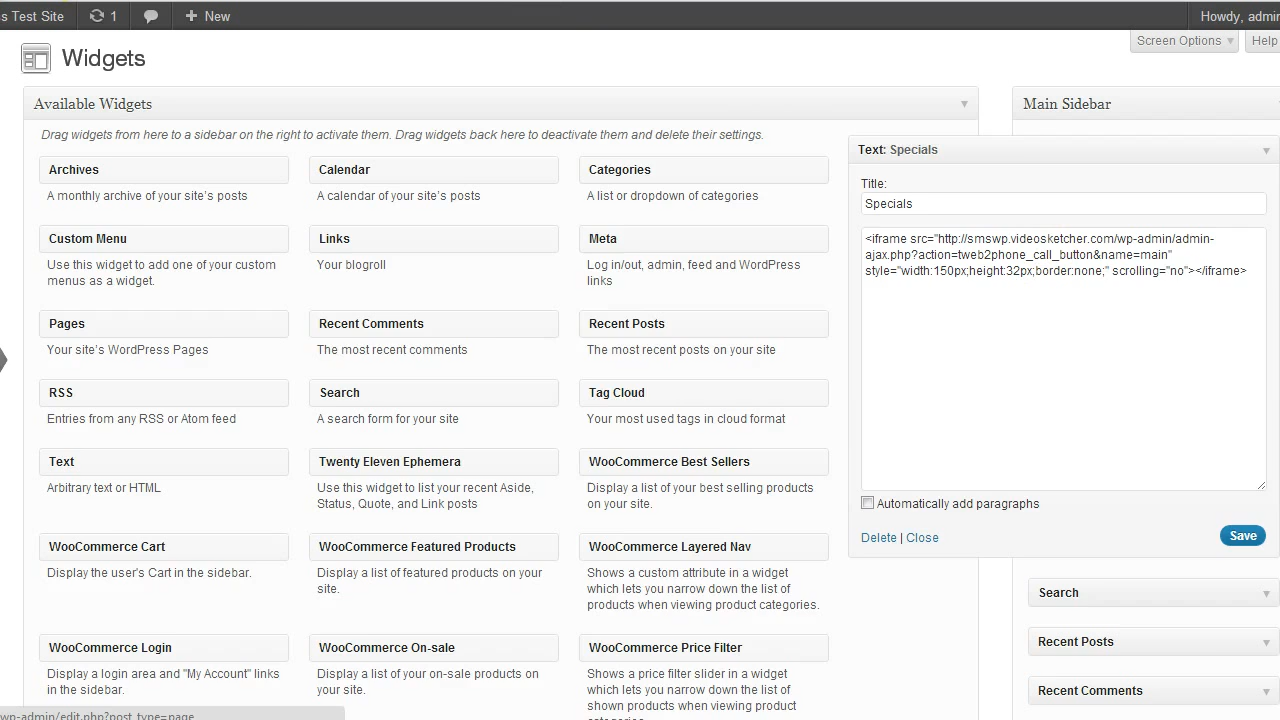 s Test Site
1
New
Howdy, admin
Screen Options
Help
Widgets
Available Widgets
Drag widgets from here to a sidebar on the right to activate them. Drag widgets back here to deactivate them and delete their settings.
Archives
A monthly archive of your site's posts
Calendar
A calendar of your site's posts
Categories
A list or dropdown of categories
Custom Menu
Use this widget to add one of your custom
menus as a widget.
Links
Your blogroll
Meta
Log in/out, admin, feed and WordPress
links
Pages
Your site's WordPress Pages
Recent Comments
The most recent comments
Recent Posts
The most recent posts on your site
RSS
Entries from any RSS or Atom feed
Search
A search form for your site
Tag Cloud
Your most used tags in cloud format
Text
Arbitrary text or HTML
Twenty Eleven Ephemera
Use this widget to list your recent Aside,
Status, Quote, and Link posts
WooCommerce Best Sellers
Display a list of your best selling products
on your site.
WooCommerce Cart
Display the user's Cart in the sidebar.
WooCommerce Featured Products
Display a list of featured products on your
site.
WooCommerce Layered Nav
Shows a custom attribute in a widget
which lets you narrow down the list of
products when viewing product categories.
WooCommerce Login
Display a login area and "My Account" links
in the sidebar.
WooCommerce On-sale
Display a list of your on-sale products on
your site.
WooCommerce Price Filter
Shows a price filter slider in a widget
which lets you narrow down the list of
shown products when viewing product
Main Sidebar
Text: Specials
Title:
Specials
<iframe src="http://smswp.videosketcher.com/wp-admin/admin-
ajax.php?action=tweb2phone_call_button&name=main"
style="width:150px;height:32px;border:none;" scrolling="no"></iframe>
Automatically add paragraphs
Delete | Close
Save
Search
Recent Posts
Recent Comments
wp-admin/edit.php?post_type=page